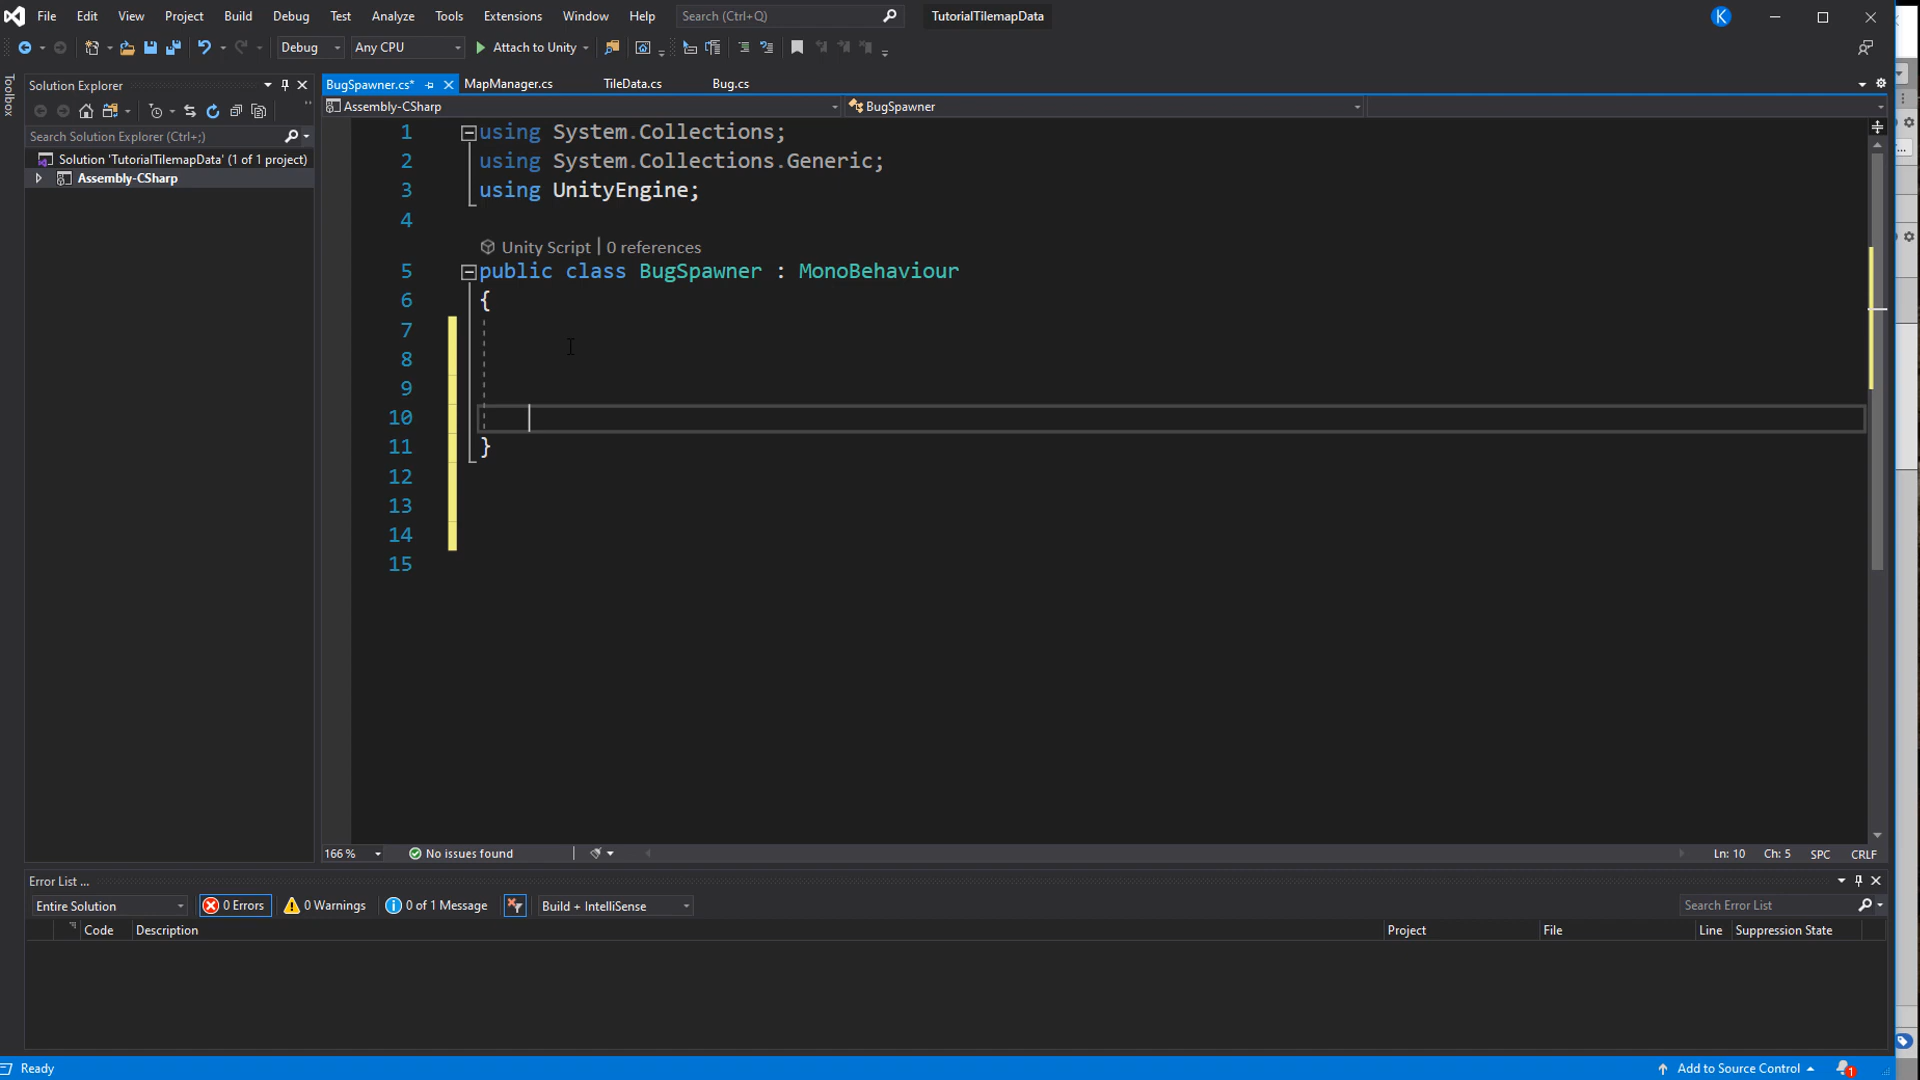 File Edit View Project Build Debug Test Analyze Tools Extensions Window Help Search (Ctrl+Q) TutorialTilemapData K
Debug Any CPU Attach to Unity
Toolbox
Solution Explorer
Search Solution Explorer (Ctrl+;)
Solution 'TutorialTilemapData' (1 of 1 project)
Assembly-CSharp
BugSpawner.cs* MapManager.cs TileData.cs Bug.cs
Assembly-CSharp BugSpawner
1 using System.Collections;
2 using System.Collections.Generic;
3 using UnityEngine;
4
Unity Script | 0 references
5 public class BugSpawner : MonoBehaviour
6 {
7
8
9
10
11 }
12
13
14
15
166 % No issues found Ln: 10 Ch: 5 SPC CRLF
Error List ...
Entire Solution 0 Errors 0 Warnings 0 of 1 Message Build + IntelliSense Search Error List
Code Description Project File Line Suppression State
Ready Add to Source Control 1